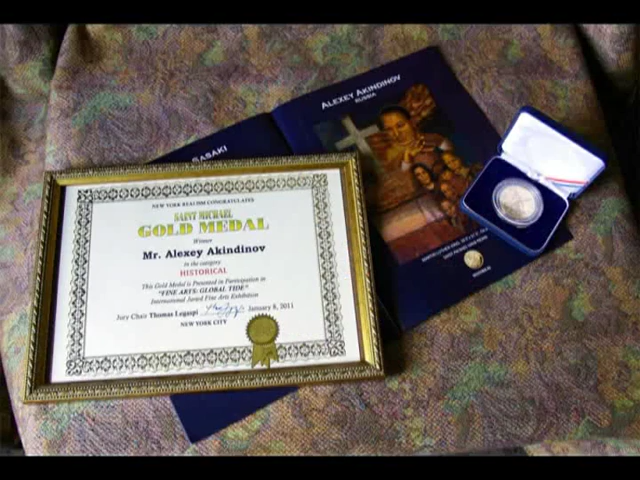 NEW YORK REALISM CONGRATULATES
SAINT MICHAEL
GOLD MEDAL
Winner
Mr. Alexey Akindinov
in the category
HISTORICAL
This Gold Medal is Presented in Participation in
"FINE ARTS: GLOBAL TIDE"
International Juried Fine Arts Exhibition
Jury Chair Thomas Legaspi January 8, 2011
NEW YORK CITY
SASAKI
ALEXEY AKINDINOV
RUSSIA